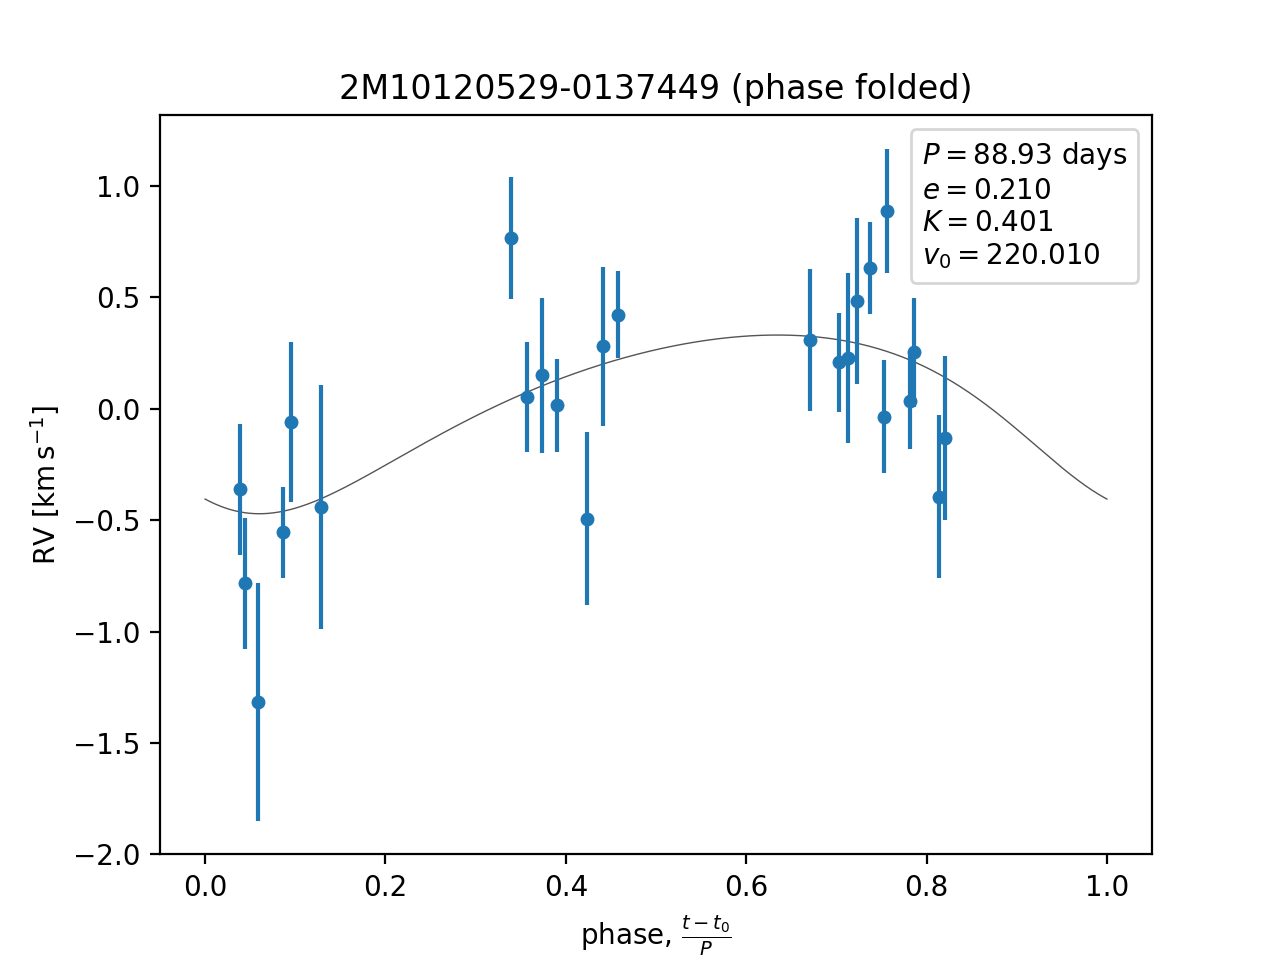 2M10120529-0137449 (phase folded)
P = 88.93 days
e = 0.210
K = 0.401
v₀ = 220.010
1.0
0.5
0.0
−0.5
−1.0
−1.5
−2.0
RV [km s⁻¹]
0.0 0.2 0.4 0.6 0.8 1.0
phase, (t − t₀)/P